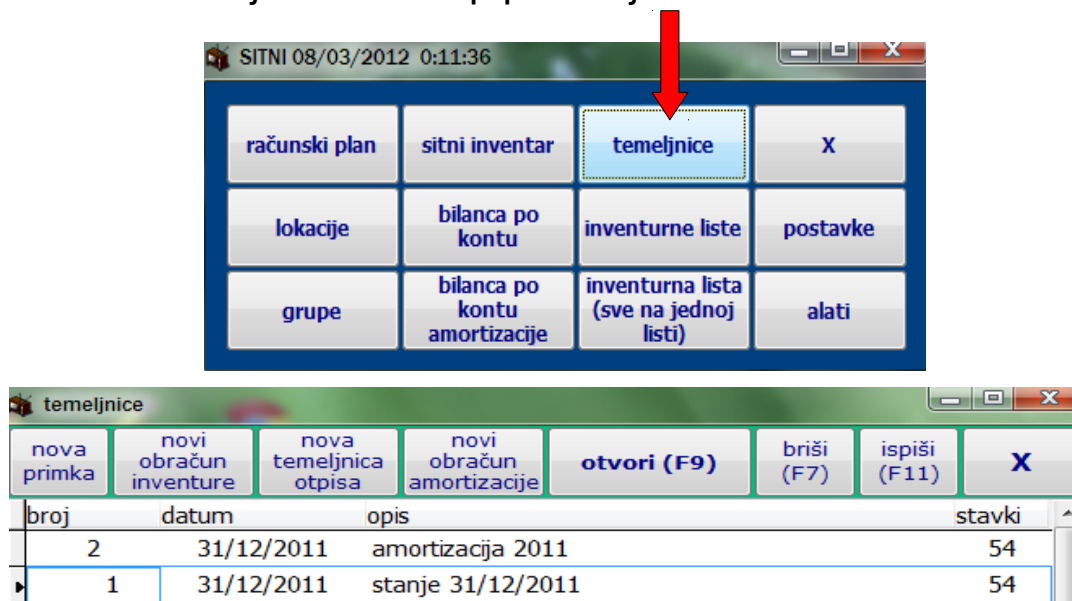 SITNI 08/03/2012 0:11:36
računski plan sitni inventar temeljnice X
lokacije bilanca po kontu inventurne liste postavke
grupe bilanca po kontu amortizacije inventurna lista (sve na jednoj listi) alati
temeljnice
nova primka novi obračun inventure nova temeljnica otpisa novi obračun amortizacije otvori (F9) briši (F7) ispiši (F11) X
broj datum opis stavki
2 31/12/2011 amortizacija 2011 54
1 31/12/2011 stanje 31/12/2011 54